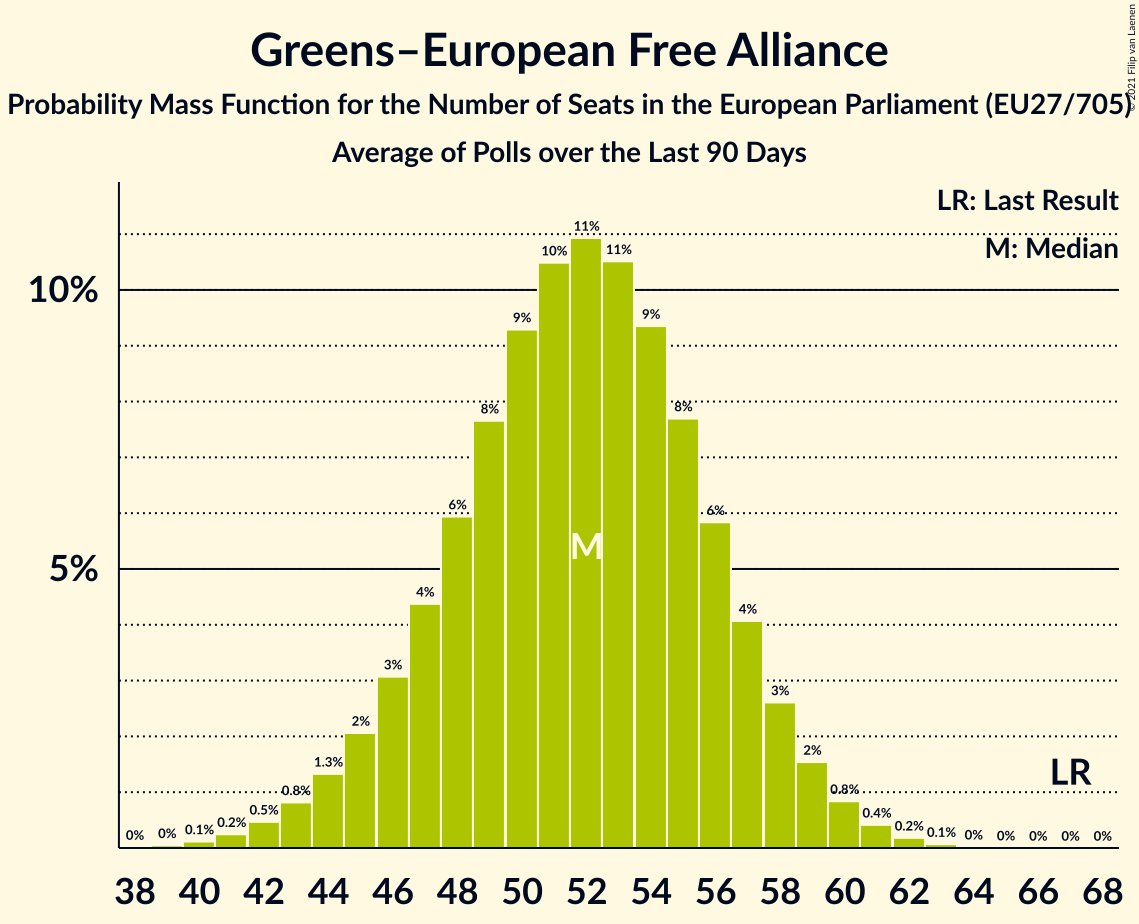 Greens–European Free Alliance
Probability Mass Function for the Number of Seats in the European Parliament (EU27/705)
Average of Polls over the Last 90 Days
© 2021 Filip van Laenen
LR: Last Result
M: Median
10%
5%
0% 0% 0.1% 0.2% 0.5% 0.8% 1.3% 2% 3% 4% 6% 8% 9% 10% 11% 11% 9% 8% 6% 4% 3% 2% 0.8% 0.4% 0.2% 0.1% 0% 0% 0% 0% 0%
M
LR
38 40 42 44 46 48 50 52 54 56 58 60 62 64 66 68